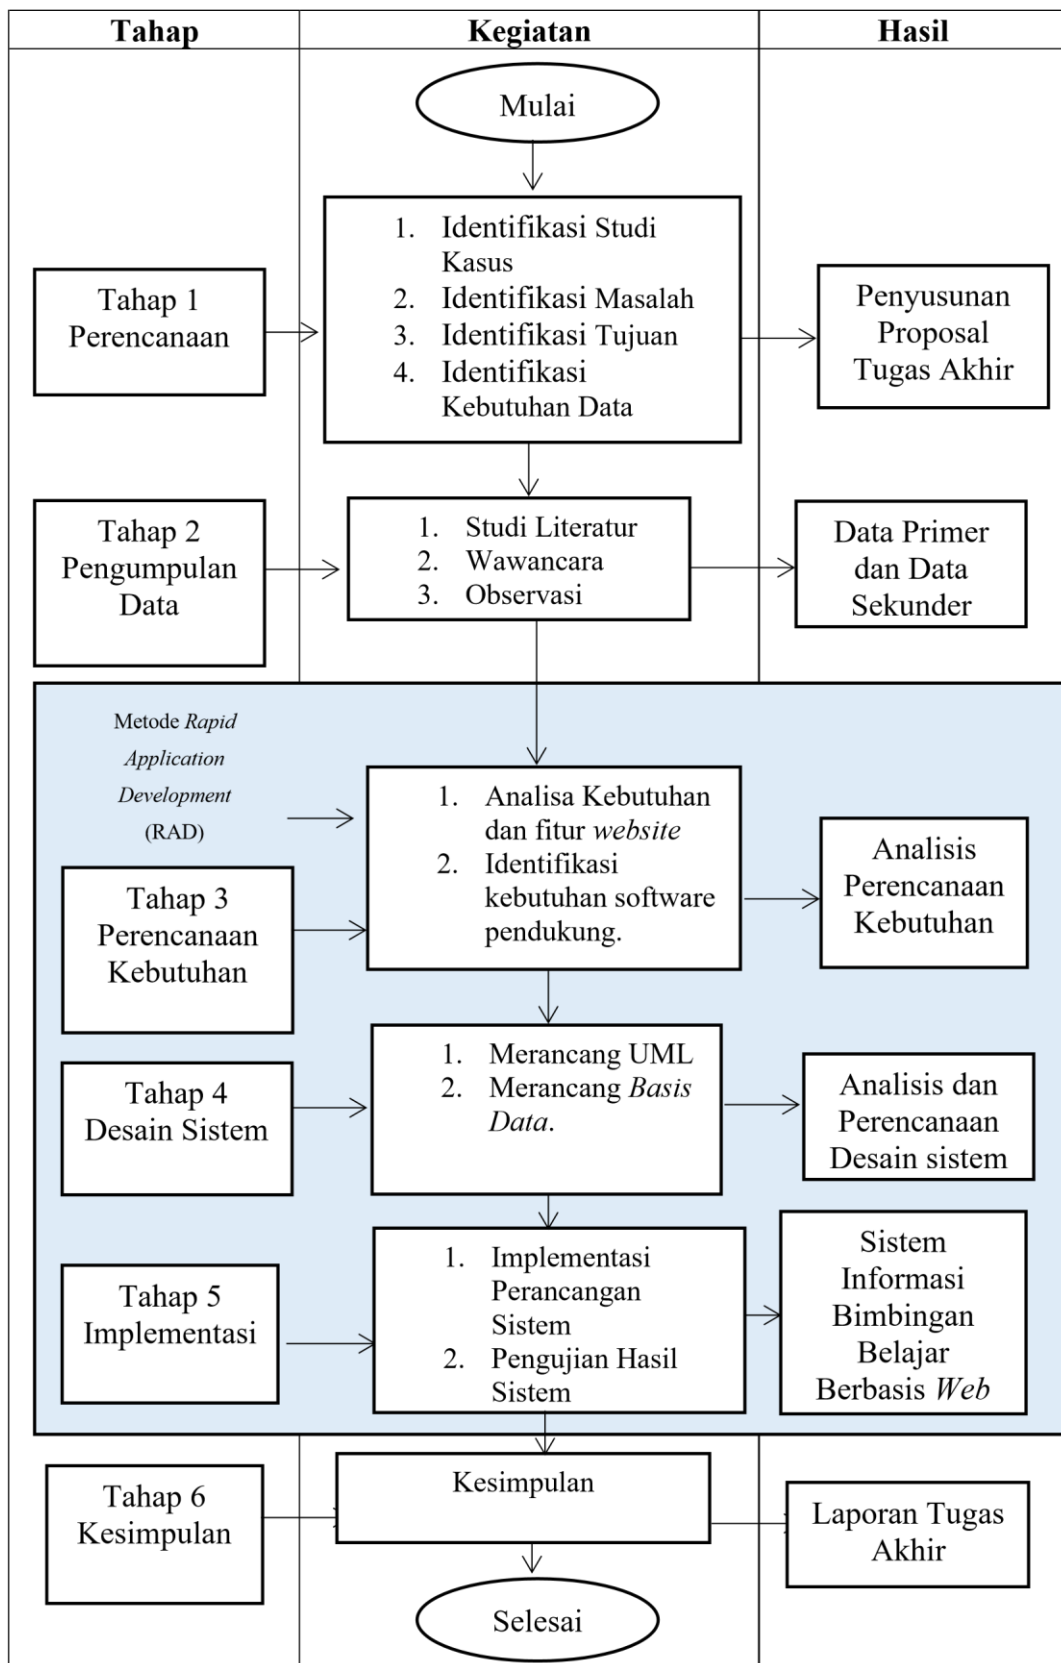 Tahap
Kegiatan
Hasil
Mulai
Tahap 1
Perencanaan
1. Identifikasi Studi
Kasus
2. Identifikasi Masalah
3. Identifikasi Tujuan
4. Identifikasi
Kebutuhan Data
Penyusunan
Proposal
Tugas Akhir
Tahap 2
Pengumpulan
Data
1. Studi Literatur
2. Wawancara
3. Observasi
Data Primer
dan Data
Sekunder
Metode Rapid
Application
Development
(RAD)
Tahap 3
Perencanaan
Kebutuhan
1. Analisa Kebutuhan
dan fitur website
2. Identifikasi
kebutuhan software
pendukung.
Analisis
Perencanaan
Kebutuhan
Tahap 4
Desain Sistem
1. Merancang UML
2. Merancang Basis
Data.
Analisis dan
Perencanaan
Desain sistem
Tahap 5
Implementasi
1. Implementasi
Perancangan
Sistem
2. Pengujian Hasil
Sistem
Sistem
Informasi
Bimbingan
Belajar
Berbasis Web
Tahap 6
Kesimpulan
Kesimpulan
Laporan Tugas
Akhir
Selesai